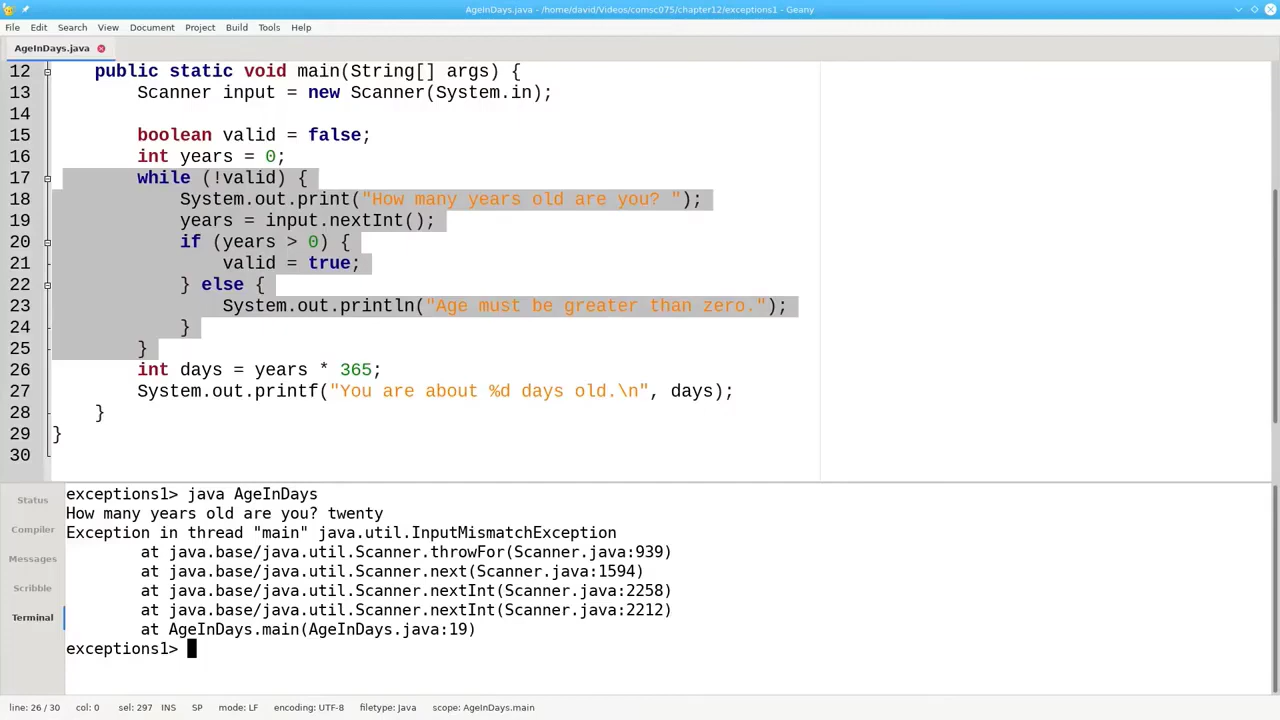 AgeInDays.java - /home/david/Videos/comsc075/chapter12/exceptions1 - Geany
File Edit Search View Document Project Build Tools Help
AgeInDays.java
12 public static void main(String[] args) {
13 Scanner input = new Scanner(System.in);
14
15 boolean valid = false;
16 int years = 0;
17 while (!valid) {
18 System.out.print("How many years old are you? ");
19 years = input.nextInt();
20 if (years > 0) {
21 valid = true;
22 } else {
23 System.out.println("Age must be greater than zero.");
24 }
25 }
26 int days = years * 365;
27 System.out.printf("You are about %d days old.\n", days);
28 }
29 }
30
Status
Compiler
Messages
Scribble
Terminal
exceptions1> java AgeInDays
How many years old are you? twenty
Exception in thread "main" java.util.InputMismatchException
at java.base/java.util.Scanner.throwFor(Scanner.java:939)
at java.base/java.util.Scanner.next(Scanner.java:1594)
at java.base/java.util.Scanner.nextInt(Scanner.java:2258)
at java.base/java.util.Scanner.nextInt(Scanner.java:2212)
at AgeInDays.main(AgeInDays.java:19)
exceptions1>
line: 26 / 30 col: 0 sel: 297 INS SP mode: LF encoding: UTF-8 filetype: Java scope: AgeInDays.main